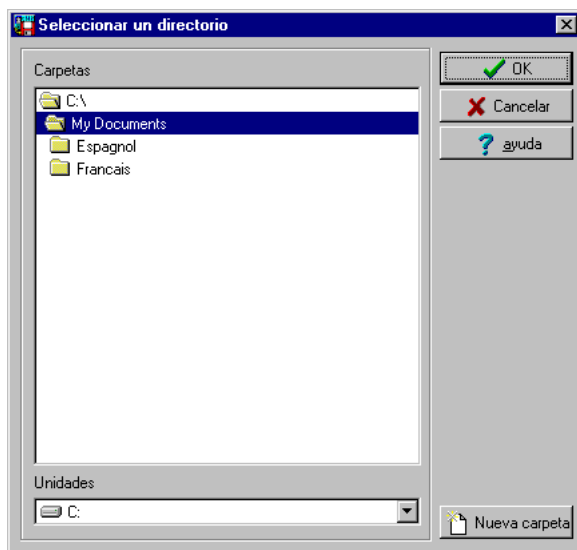 Seleccionar un directorio
Carpetas
C:\
My Documents
Espagnol
Francais
Unidades
C:
OK
Cancelar
ayuda
Nueva carpeta